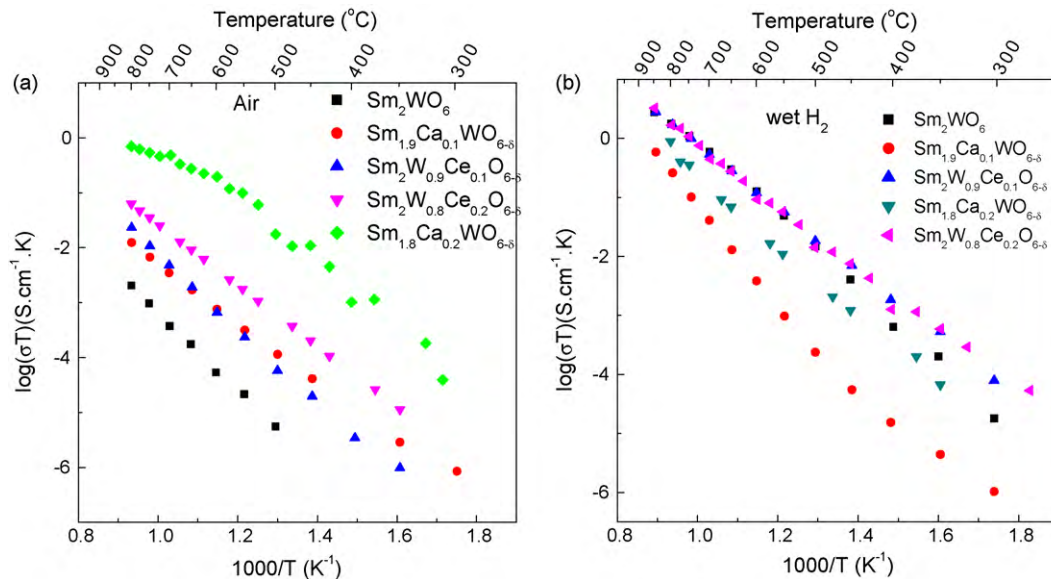 Temperature (°C)
900 800 700 600 500 400 300
(a)
Air
Sm₂WO₆
Sm₁.₉Ca₀.₁WO₆₋δ
Sm₂W₀.₉Ce₀.₁O₆₋δ
Sm₂W₀.₈Ce₀.₂O₆₋δ
Sm₁.₈Ca₀.₂WO₆₋δ
log(σT)(S.cm⁻¹.K)
0
-2
-4
-6
1.0 1.2 1.4 1.6 1.8
1000/T (K⁻¹)
Temperature (°C)
900 800 700 600 500 400 300
(b)
wet H₂
Sm₂WO₆
Sm₁.₉Ca₀.₁WO₆₋δ
Sm₂W₀.₉Ce₀.₁O₆₋δ
Sm₁.₈Ca₀.₂WO₆₋δ
Sm₂W₀.₈Ce₀.₂O₆₋δ
log(σT)(S.cm⁻¹.K)
0
-2
-4
-6
0.8 1.0 1.2 1.4 1.6 1.8
1000/T (K⁻¹)